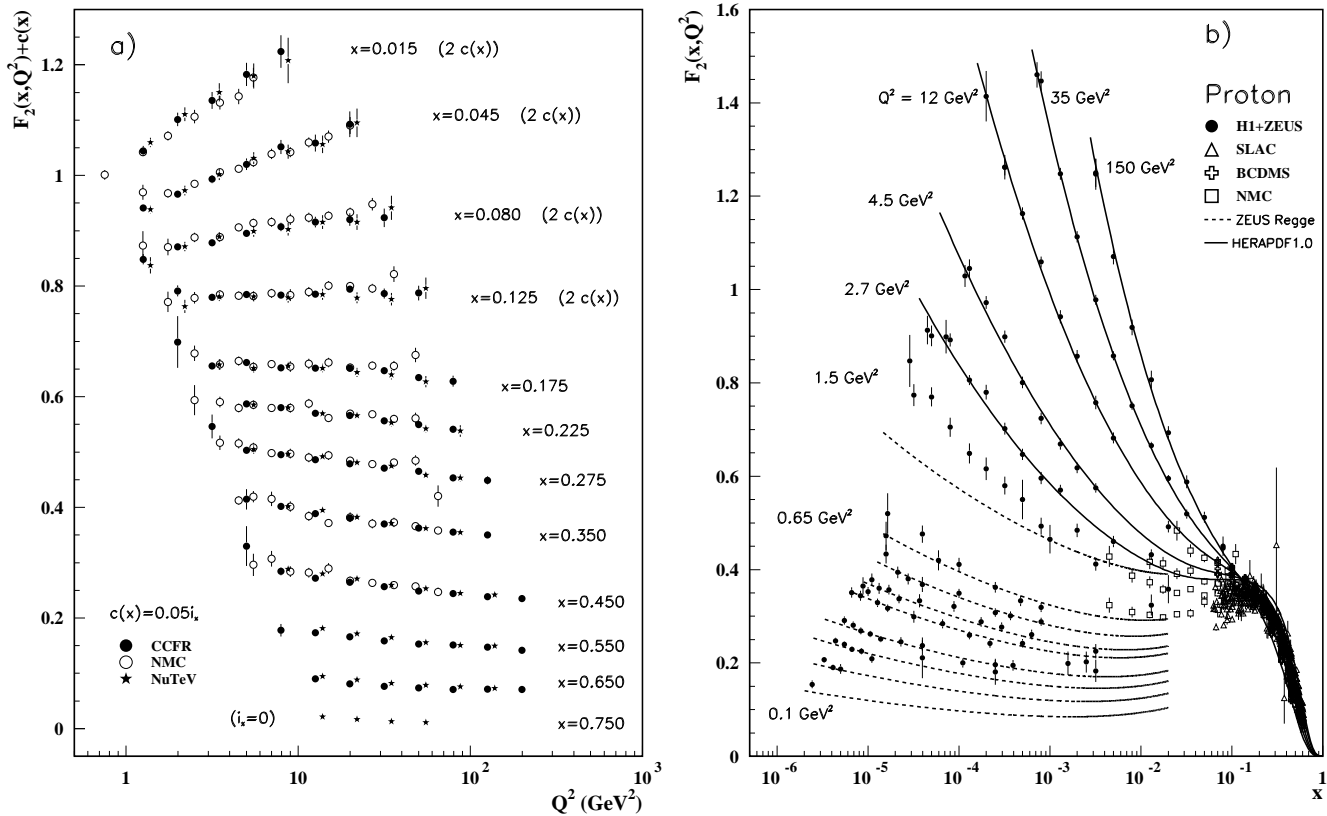 F₂(x,Q²)+c(x)
a)
1.2
1
0.8
0.6
0.4
0.2
0
x=0.015 (2 c(x))
x=0.045 (2 c(x))
x=0.080 (2 c(x))
x=0.125 (2 c(x))
x=0.175
x=0.225
x=0.275
x=0.350
x=0.450
x=0.550
x=0.650
x=0.750
c(x)=0.05iₓ
CCFR
NMC
NuTeV
(iₓ=0)
1
10
10²
10³
Q² (GeV²)
F₂(x,Q²)
b)
1.6
1.4
1.2
1
0.8
0.6
0.4
0.2
0
Q² = 12 GeV²
35 GeV²
150 GeV²
4.5 GeV²
2.7 GeV²
1.5 GeV²
0.65 GeV²
0.1 GeV²
Proton
H1+ZEUS
SLAC
BCDMS
NMC
ZEUS Regge
HERAPDF1.0
10⁻⁶
10⁻⁵
10⁻⁴
10⁻³
10⁻²
10⁻¹
1
x